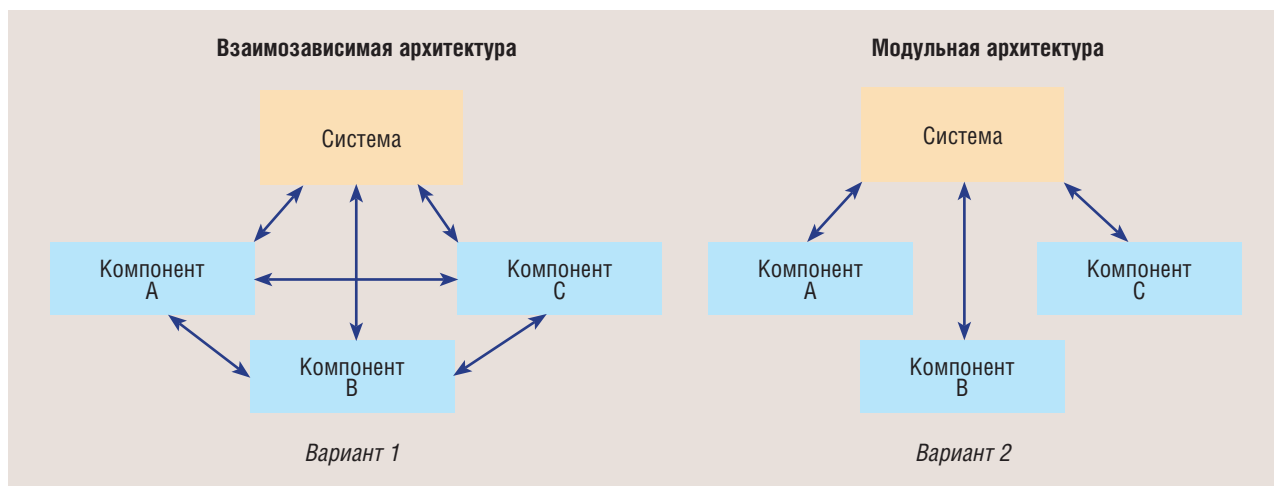 Взаимозависимая архитектура
Система
Компонент
А
Компонент
С
Компонент
В
Вариант 1
Модульная архитектура
Система
Компонент
А
Компонент
С
Компонент
В
Вариант 2